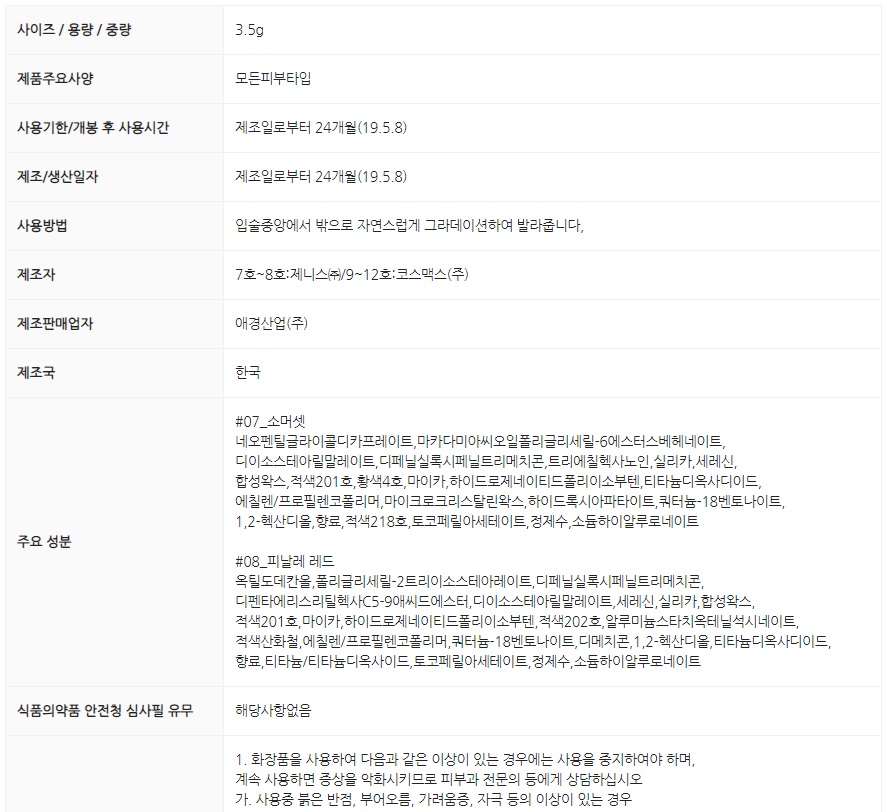 사이즈 / 용량 / 중량
3.5g
제품주요사양
모든피부타입
사용기한/개봉 후 사용시간
제조일로부터 24개월(19.5.8)
제조/생산일자
제조일로부터 24개월(19.5.8)
사용방법
입술중앙에서 밖으로 자연스럽게 그라데이션하여 발라줍니다,
제조자
7호~8호:제니스㈜/9~12호:코스맥스(주)
제조판매업자
애경산업(주)
제조국
한국
주요 성분
#07_소머셋
네오펜틸글라이콜디카프레이트,마카다미아씨오일폴리글리세릴-6에스터스베헤네이트,
디이소스테아릴말레이트,디페닐실록시페닐트리메치콘,트리에칠헥사노인,실리카,세레신,
합성왁스,적색201호,황색4호,마이카,하이드로제네이티드폴리이소부텐,티타늄디옥사디이드,
에칠렌/프로필렌코폴리머,마이크로크리스탈린왁스,하이드록시아파타이트,쿼터늄-18벤토나이트,
1,2-헥산디올,향료,적색218호,토코페릴아세테이트,정제수,소듐하이알루로네이트
#08_피날레 레드
옥틸도데칸올,폴리글리세릴-2트리이소스테아레이트,디페닐실록시페닐트리메치콘,
디펜타에리스리틸헥사C5-9애씨드에스터,디이소스테아릴말레이트,세레신,실리카,합성왁스,
적색201호,마이카,하이드로제네이티드폴리이소부텐,적색202호,알루미늄스타치옥테닐석시네이트,
적색산화철,에칠렌/프로필렌코폴리머,쿼터늄-18벤토나이트,디메치콘,1,2-헥산디올,티타늄디옥사디이드,
향료,티타늄/티타늄디옥사이드,토코페릴아세테이트,정제수,소듐하이알루로네이트
식품의약품 안전청 심사필 유무
해당사항없음
1. 화장품을 사용하여 다음과 같은 이상이 있는 경우에는 사용을 중지하여야 하며,
계속 사용하면 증상을 악화시키므로 피부과 전문의 등에게 상담하십시오
가. 사용중 붉은 반점, 부어오름, 가려움증, 자극 등의 이상이 있는 경우